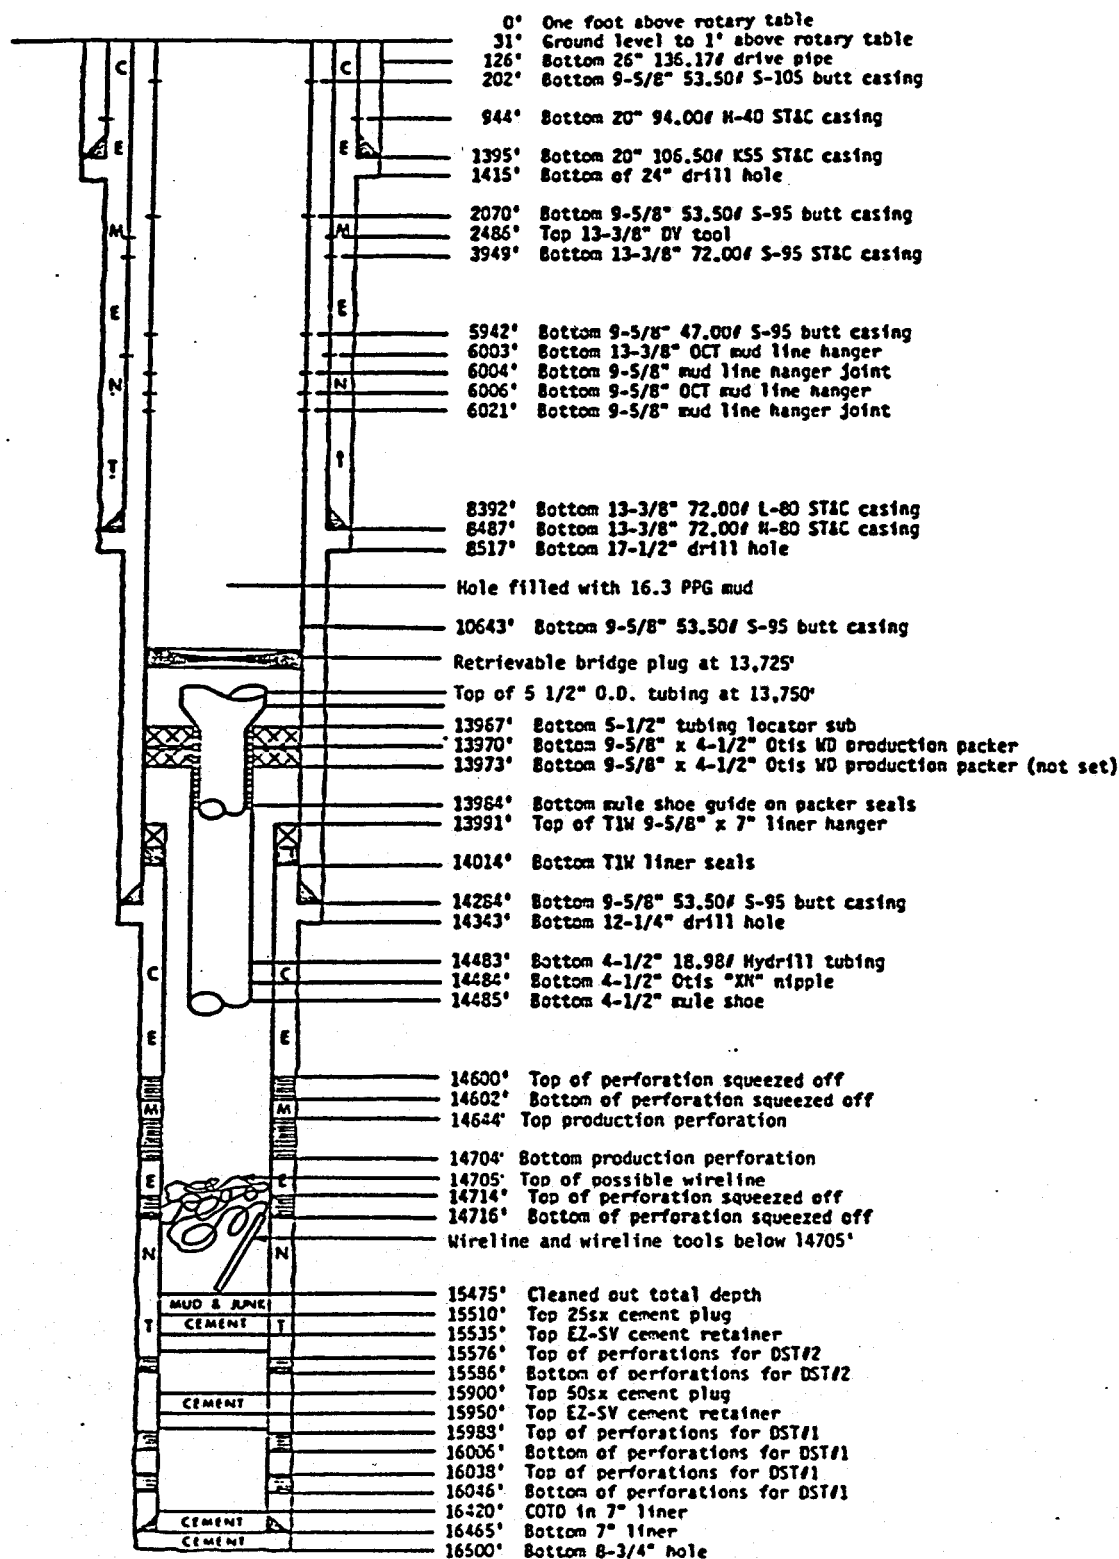 0' One foot above rotary table
31' Ground level to 1' above rotary table
126' Bottom 26" 136.17# drive pipe
202' Bottom 9-5/8" 53.50# S-105 butt casing
944' Bottom 20" 94.00# H-40 ST&C casing
1395' Bottom 20" 106.50# K55 ST&C casing
1415' Bottom of 24" drill hole
2070' Bottom 9-5/8" 53.50# S-95 butt casing
2486' Top 13-3/8" DV tool
3949' Bottom 13-3/8" 72.00# S-95 ST&C casing
5942' Bottom 9-5/8" 47.00# S-95 butt casing
6003' Bottom 13-3/8" OCT mud line hanger
6004' Bottom 9-5/8" mud line hanger joint
6006' Bottom 9-5/8" OCT mud line hanger
6021' Bottom 9-5/8" mud line hanger joint
8392' Bottom 13-3/8" 72.00# L-80 ST&C casing
8487' Bottom 13-3/8" 72.00# N-80 ST&C casing
8517' Bottom 17-1/2" drill hole
Hole filled with 16.3 PPG mud
10643' Bottom 9-5/8" 53.50# S-95 butt casing
Retrievable bridge plug at 13,725'
Top of 5 1/2" O.D. tubing at 13,750'
13967' Bottom 5-1/2" tubing locator sub
13970' Bottom 9-5/8" x 4-1/2" Otis WD production packer
13973' Bottom 9-5/8" x 4-1/2" Otis WD production packer (not set)
13984' Bottom mule shoe guide on packer seals
13991' Top of TIW 9-5/8" x 7" liner hanger
14014' Bottom TIW liner seals
14284' Bottom 9-5/8" 53.50# S-95 butt casing
14343' Bottom 12-1/4" drill hole
14483' Bottom 4-1/2" 18.98# Hydrill tubing
14484' Bottom 4-1/2" Otis "XN" nipple
14485' Bottom 4-1/2" mule shoe
14600' Top of perforation squeezed off
14602' Bottom of perforation squeezed off
14644' Top production perforation
14704' Bottom production perforation
14705' Top of possible wireline
14714' Top of perforation squeezed off
14716' Bottom of perforation squeezed off
Wireline and wireline tools below 14705'
15475' Cleaned out total depth
15510' Top 25sx cement plug
15535' Top EZ-SV cement retainer
15576' Top of perforations for DST#2
15586' Bottom of perforations for DST#2
15900' Top 50sx cement plug
15950' Top EZ-SV cement retainer
15983' Top of perforations for DST#1
16006' Bottom of perforations for DST#1
16038' Top of perforations for DST#1
16046' Bottom of perforations for DST#1
16420' COTD in 7" liner
16465' Bottom 7" liner
16500' Bottom 8-3/4" hole
C E M E N T
C E M E N T
C E M E N T
C E M E N T
MUD & JUNK
CEMENT
CEMENT
CEMENT
CEMENT